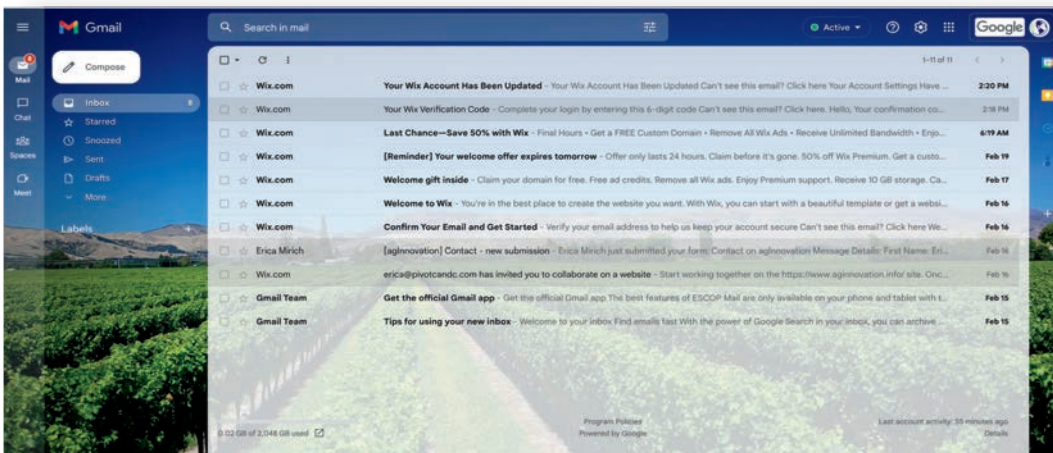 Gmail
Search in mail
Active
Google
Mail
Chat
Spaces
Meet
Compose
Inbox 8
Starred
Snoozed
Sent
Drafts
More
Labels
1–11 of 11
Wix.com Your Wix Account Has Been Updated - Your Wix Account Has Been Updated Can't see this email? Click here Your Account Settings Have ... 2:20 PM
Wix.com Your Wix Verification Code - Complete your login by entering this 6-digit code Can't see this email? Click here. Hello, Your confirmation co... 2:18 PM
Wix.com Last Chance—Save 50% with Wix - Final Hours • Get a FREE Custom Domain • Remove All Wix Ads • Receive Unlimited Bandwidth • Enjo... 6:19 AM
Wix.com [Reminder] Your welcome offer expires tomorrow - Offer only lasts 24 hours. Claim before it's gone. 50% off Wix Premium. Get a custo... Feb 19
Wix.com Welcome gift inside - Claim your domain for free. Free ad credits. Remove all Wix ads. Enjoy Premium support. Receive 10 GB storage. Ca... Feb 17
Wix.com Welcome to Wix - You're in the best place to create the website you want. With Wix, you can start with a beautiful template or get a websi... Feb 16
Wix.com Confirm Your Email and Get Started - Verify your email address to help us keep your account secure Can't see this email? Click here We... Feb 16
Erica Mirich [agInnovation] Contact - new submission - Erica Mirich just submitted your form: Contact on agInnovation Message Details: First Name: Eri... Feb 16
Wix.com erica@pivotcandc.com has invited you to collaborate on a website - Start working together on the https://www.aginnovation.infor site. Onc... Feb 16
Gmail Team Get the official Gmail app - Get the official Gmail app The best features of ESCOP Mail are only available on your phone and tablet with t... Feb 15
Gmail Team Tips for using your new inbox - Welcome to your inbox Find emails fast With the power of Google Search in your inbox, you can archive ... Feb 15
0.02 GB of 2,048 GB used
Program Policies
Powered by Google
Last account activity: 55 minutes ago
Details